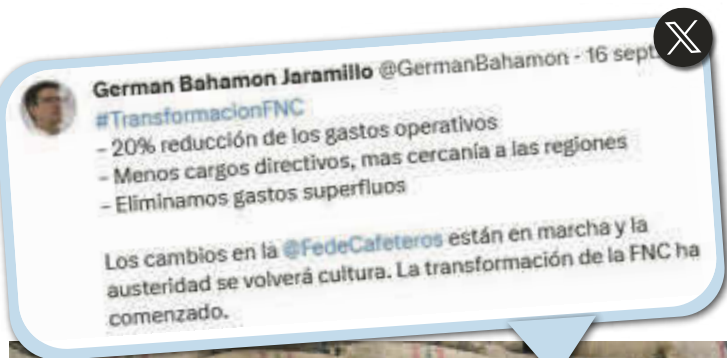 German Bahamon Jaramillo @GermanBahamon - 16 sept.
#TransformacionFNC
– 20% reducción de los gastos operativos
– Menos cargos directivos, mas cercanía a las regiones
– Eliminamos gastos superfluos
Los cambios en la @FedeCafeteros están en marcha y la
austeridad se volverá cultura. La transformación de la FNC ha
comenzado.